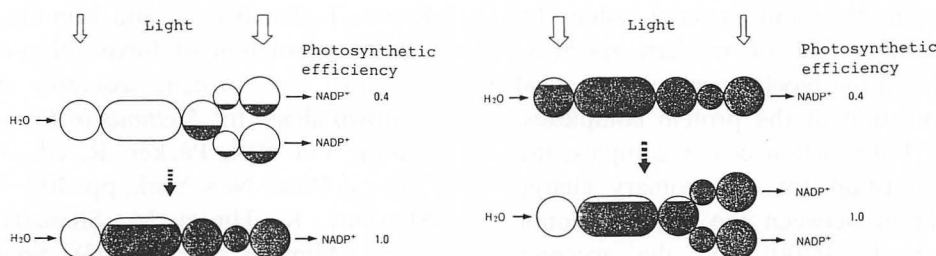 Light
Photosynthetic
efficiency
H₂O
NADP⁺ 0.4
NADP⁺
H₂O
NADP⁺ 1.0
Light
Photosynthetic
efficiency
H₂O
NADP⁺ 0.4
H₂O
NADP⁺
1.0
NADP⁺